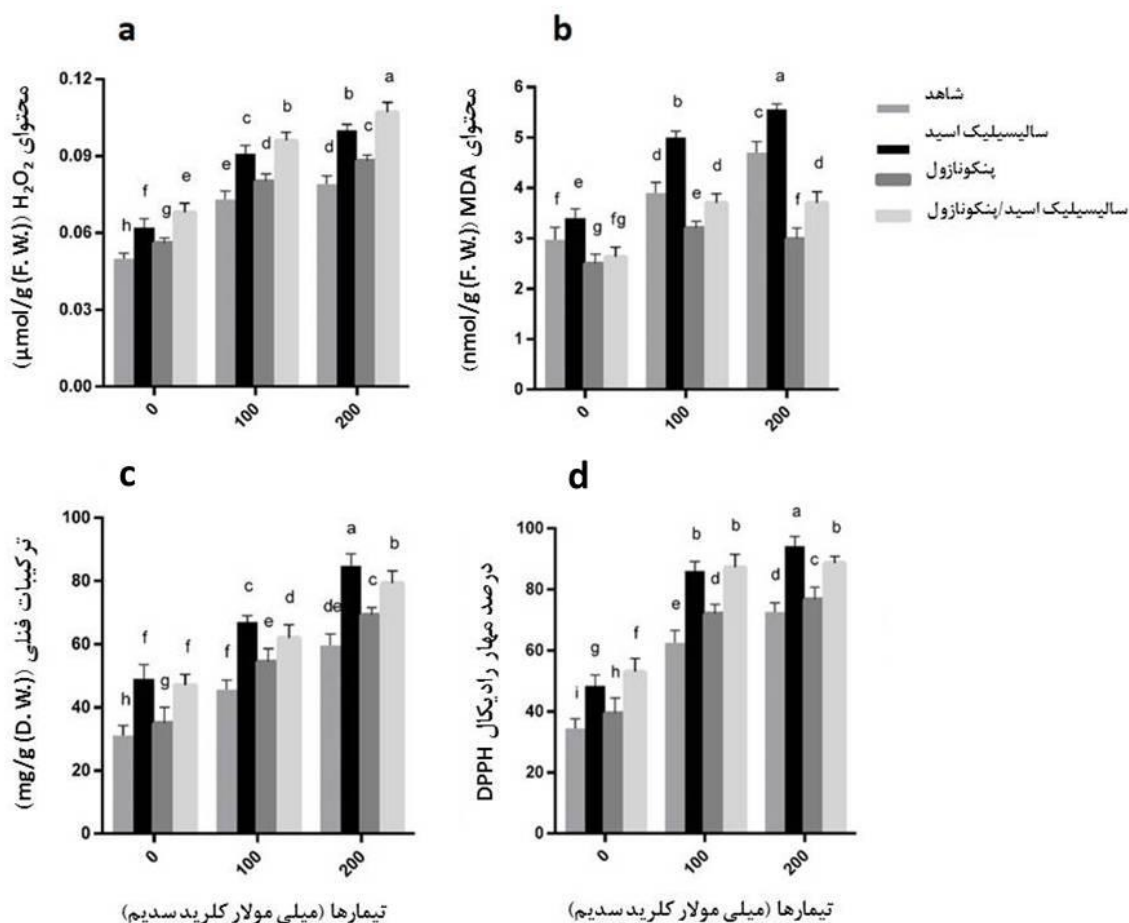 a
محتوای H₂O₂ ((F. W.) µmol/g)
0.12
0.09
0.06
0.03
0.00
h f g e
e c d b
d b c a
0 100 200
b
محتوای MDA ((F. W.) nmol/g)
6
5
4
3
2
1
0
f e g fg
d b e d
c a f d
0 100 200
شاهد
سالیسیلیک اسید
پنکونازول
سالیسیلیک اسید/پنکونازول
c
ترکیبات فنلی ((D. W.) mg/g)
100
80
60
40
20
0
h f g f
f c e d
de a c b
0 100 200
تیمارها (میلی مولار کلرید سدیم)
d
درصد مهار رادیکال DPPH
100
80
60
40
20
0
i g h f
e b d b
d a c b
0 100 200
تیمارها (میلی مولار کلرید سدیم)